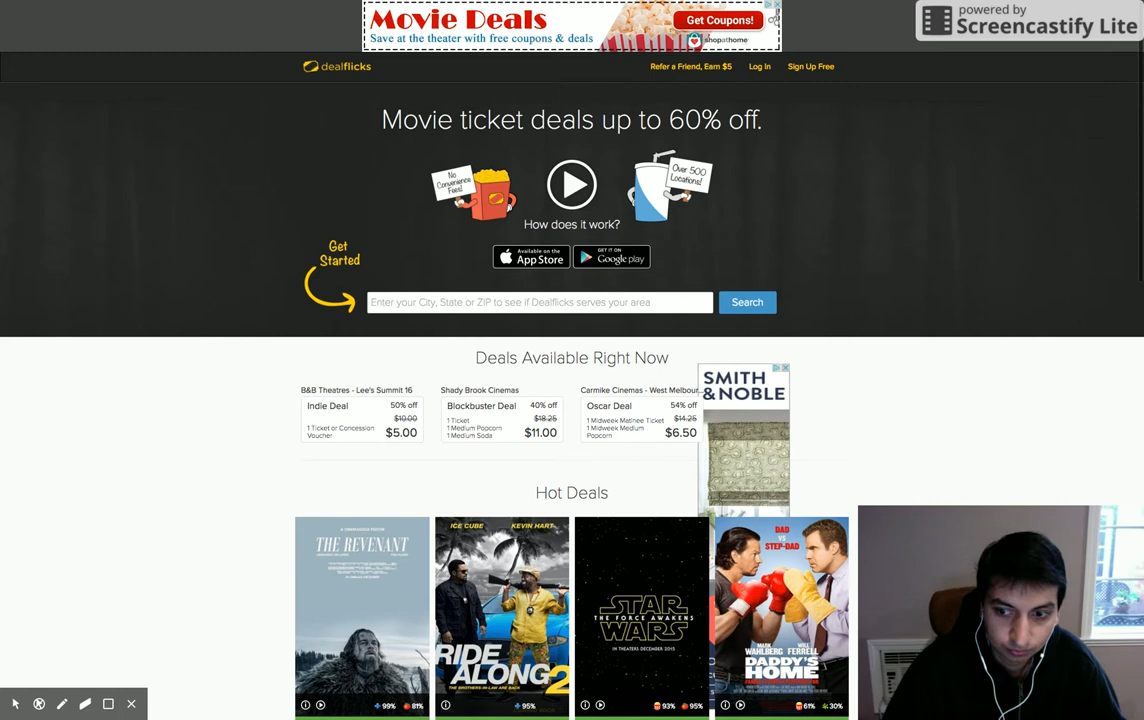 Movie Deals
Save at the theater with free coupons & deals
Get Coupons!
shopathome
powered by
Screencastify Lite
dealflicks
Refer a Friend, Earn $5
Log In
Sign Up Free
Movie ticket deals up to 60% off.
No
Convenience
Fees!
Over 500
Locations!
How does it work?
Available on the
App Store
GET IT ON
Google play
Get
Started
Enter your City, State or ZIP to see if Dealflicks serves your area
Search
Deals Available Right Now
B&B Theatres - Lee's Summit 16
Indie Deal 50% off
$10.00
1 Ticket or Concession
Voucher
$5.00
Shady Brook Cinemas
Blockbuster Deal 40% off
$18.25
1 Ticket
1 Medium Popcorn
1 Medium Soda
$11.00
Carmike Cinemas - West Melbour
Oscar Deal 54% off
$14.25
1 Midweek Matinee Ticket
1 Midweek Medium
Popcorn
$6.50
SMITH
& NOBLE
Hot Deals
THE REVENANT
99% 81%
ICE CUBE KEVIN HART
RIDE
ALONG 2
THE BROTHERS-IN-LAW ARE BACK
95%
STAR
THE FORCE AWAKENS
WARS
IN THEATERS DECEMBER 2015
93% 95%
DAD
VS
STEP-DAD
MARK WAHLBERG
WILL FERRELL
DADDY'S
HOME
61% 30%